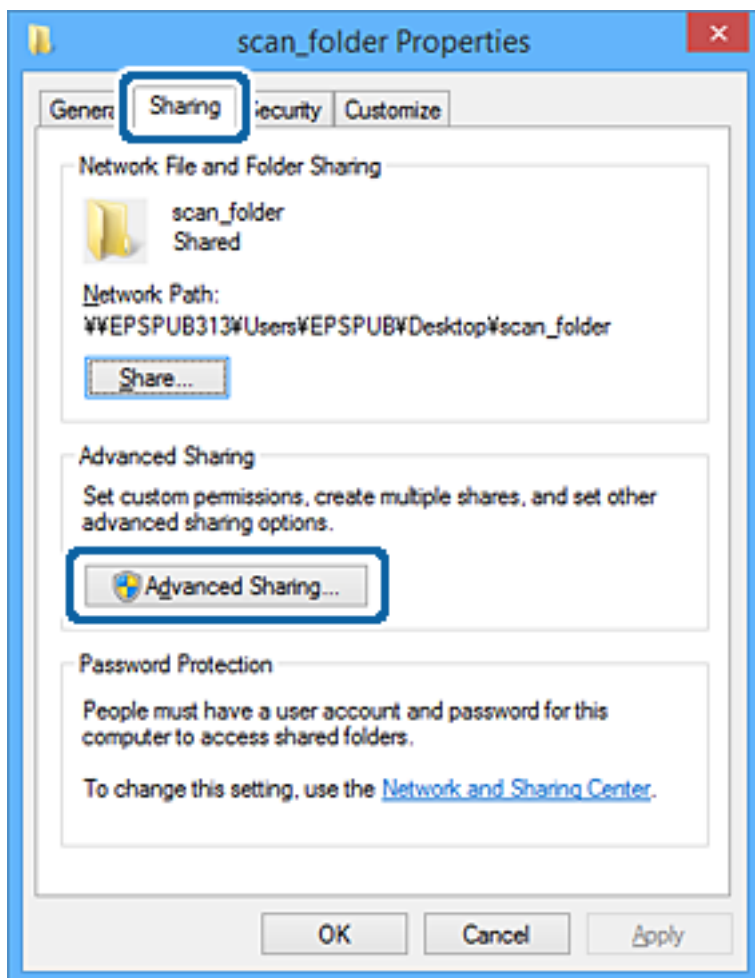 scan_folder Properties
Sharing
Customize
Network File and Folder Sharing
scan_folder
Shared
Network Path:
¥¥EPSPUB313¥Users¥EPSPUB¥Desktop¥scan_folder
Share...
Advanced Sharing
Set custom permissions, create multiple shares, and set other
advanced sharing options.
Advanced Sharing...
Password Protection
People must have a user account and password for this
computer to access shared folders.
To change this setting, use the Network and Sharing Center.
OK
Cancel
Apply